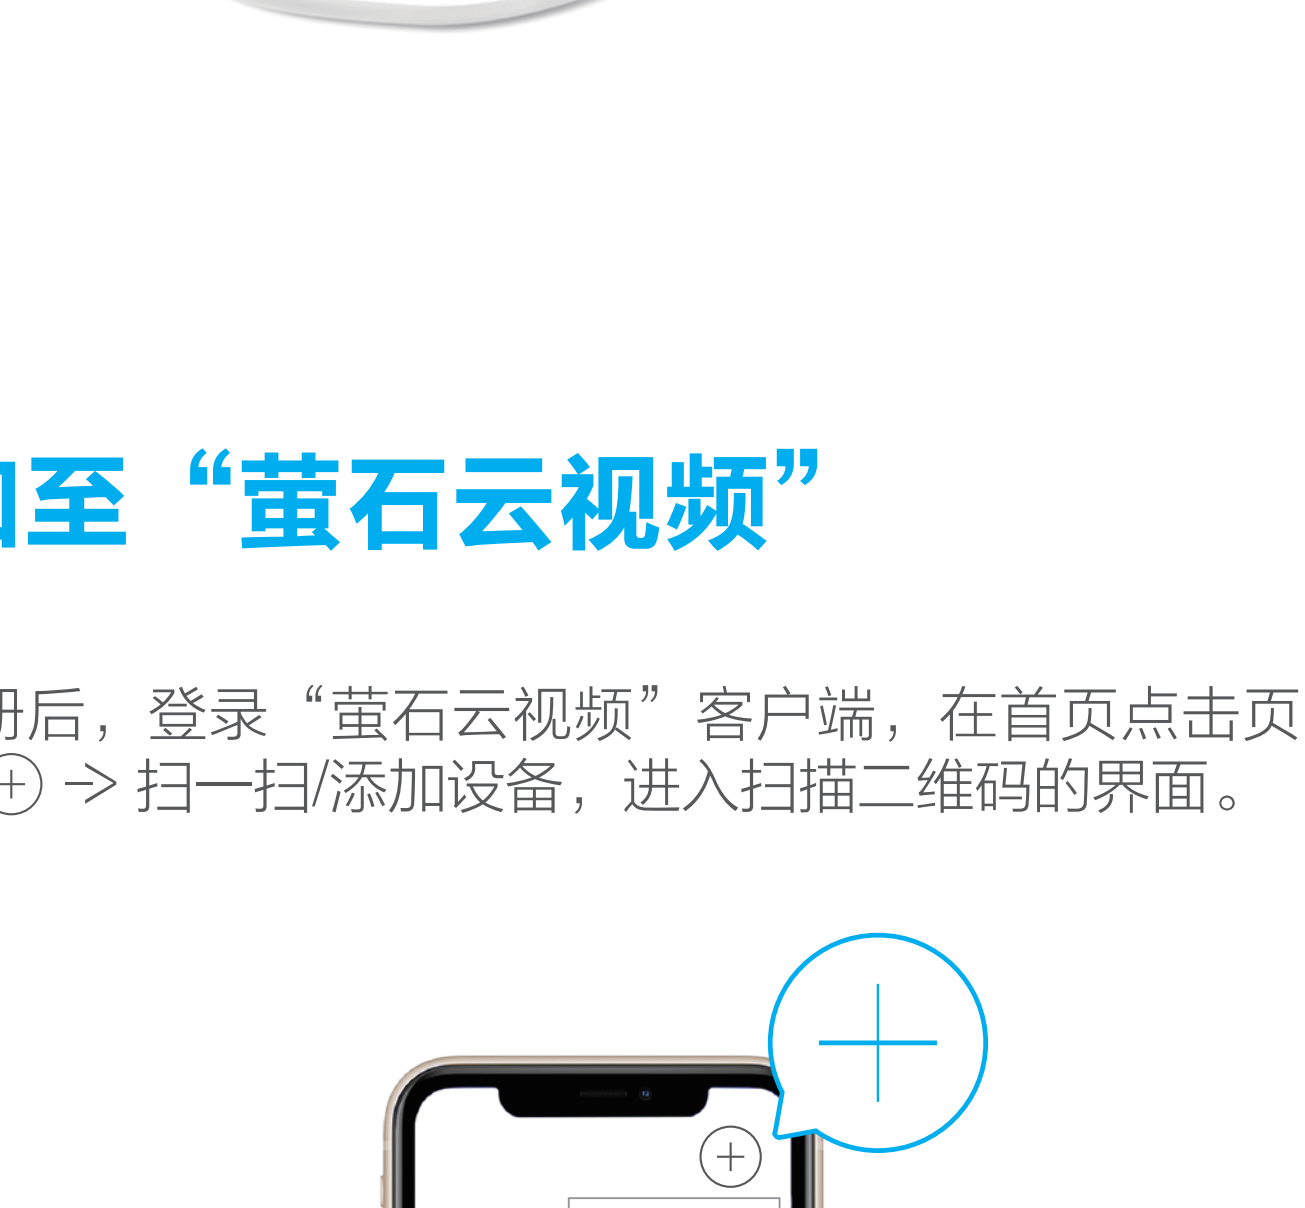 至“萤石云视频”
后，登录“萤石云视频”客户端，在首页点击页
-> 扫一扫/添加设备，进入扫描二维码的界面。